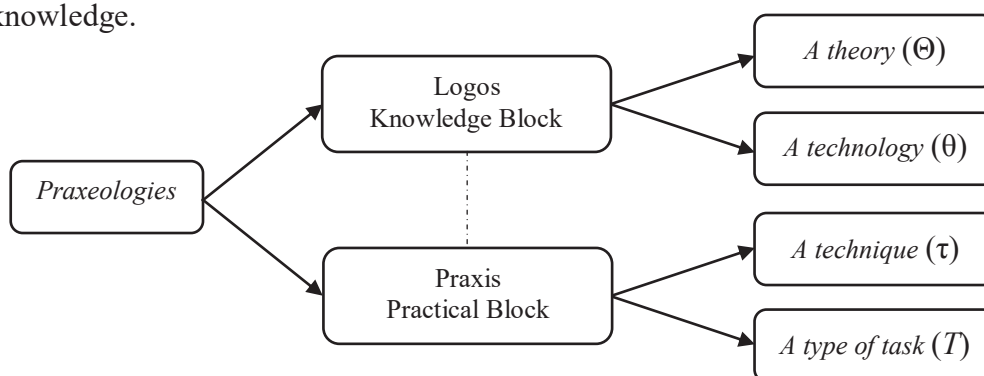 knowledge.
A theory (Θ)
Logos
Knowledge Block
A technology (θ)
Praxeologies
A technique (τ)
Praxis
Practical Block
A type of task (T)